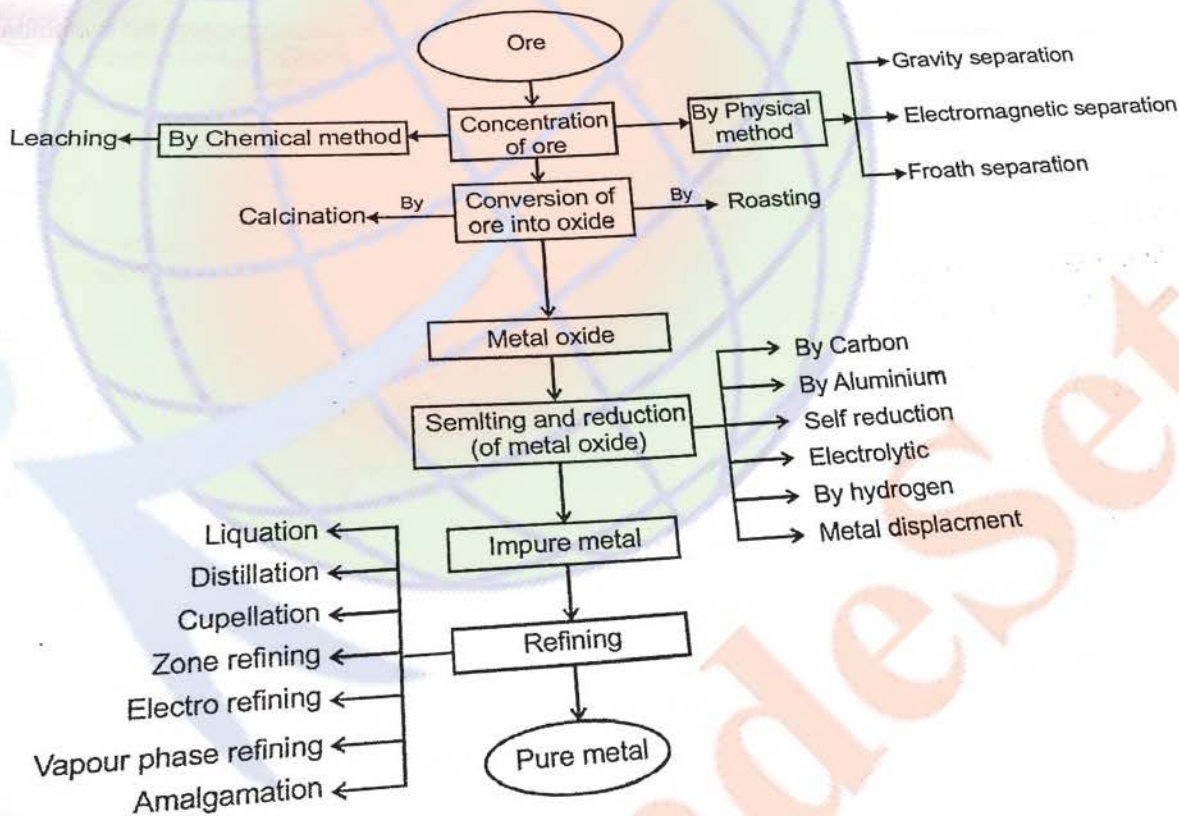 Ore
Gravity separation
Leaching
By Chemical method
Concentration
of ore
By Physical
method
Electromagnetic separation
Froath separation
Calcination
By
Conversion of
ore into oxide
By
Roasting
Metal oxide
Semlting and reduction
(of metal oxide)
By Carbon
By Aluminium
Self reduction
Electrolytic
By hydrogen
Metal displacment
Impure metal
Liquation
Distillation
Cupellation
Zone refining
Electro refining
Vapour phase refining
Amalgamation
Refining
Pure metal